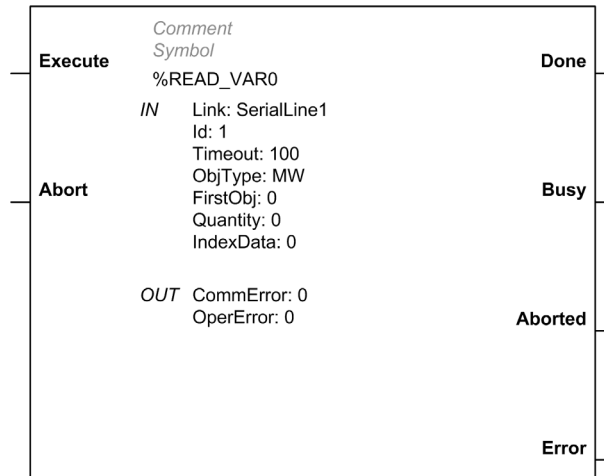 Comment
Symbol
Execute
Done
%READ_VAR0
IN Link: SerialLine1
Id: 1
Timeout: 100
ObjType: MW
Abort
Busy
FirstObj: 0
Quantity: 0
IndexData: 0
OUT CommError: 0
OperError: 0
Aborted
Error